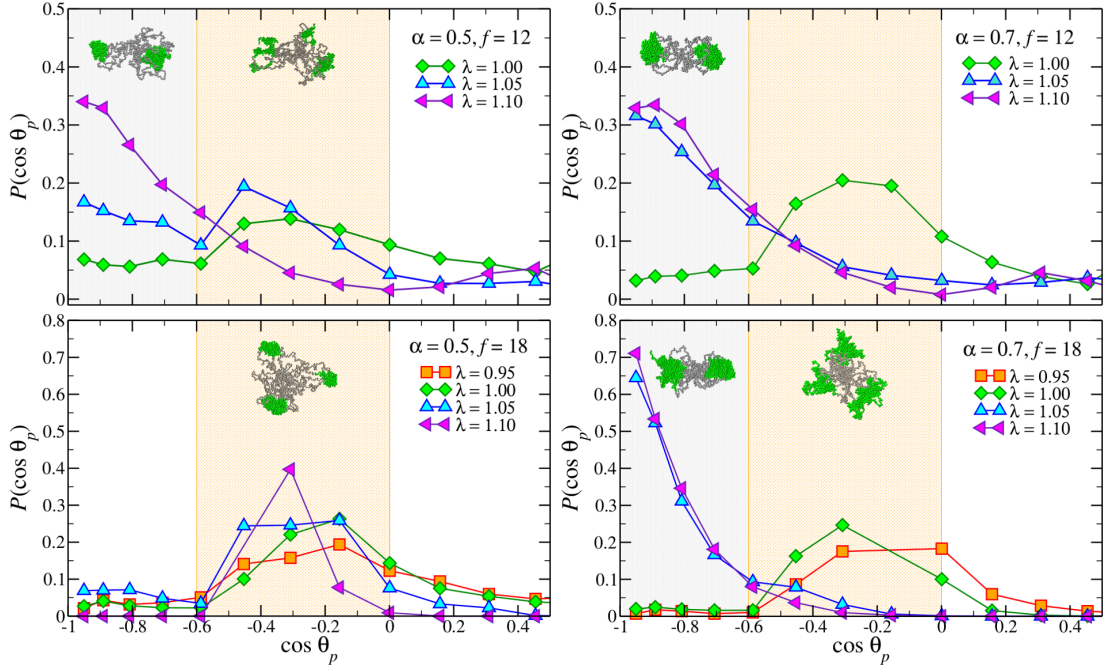 0.5
0.4
0.3
0.2
0.1
0
P(cos θp)
α = 0.5, f = 12
λ = 1.00
λ = 1.05
λ = 1.10
0.5
0.4
0.3
0.2
0.1
0
P(cos θp)
α = 0.7, f = 12
λ = 1.00
λ = 1.05
λ = 1.10
0.8
0.7
0.6
0.5
0.4
0.3
0.2
0.1
0
P(cos θp)
α = 0.5, f = 18
λ = 0.95
λ = 1.00
λ = 1.05
λ = 1.10
-1 -0.8 -0.6 -0.4 -0.2 0 0.2 0.4
cos θp
0.8
0.7
0.6
0.5
0.4
0.3
0.2
0.1
0
P(cos θp)
α = 0.7, f = 18
λ = 0.95
λ = 1.00
λ = 1.05
λ = 1.10
-1 -0.8 -0.6 -0.4 -0.2 0 0.2 0.4
cos θp